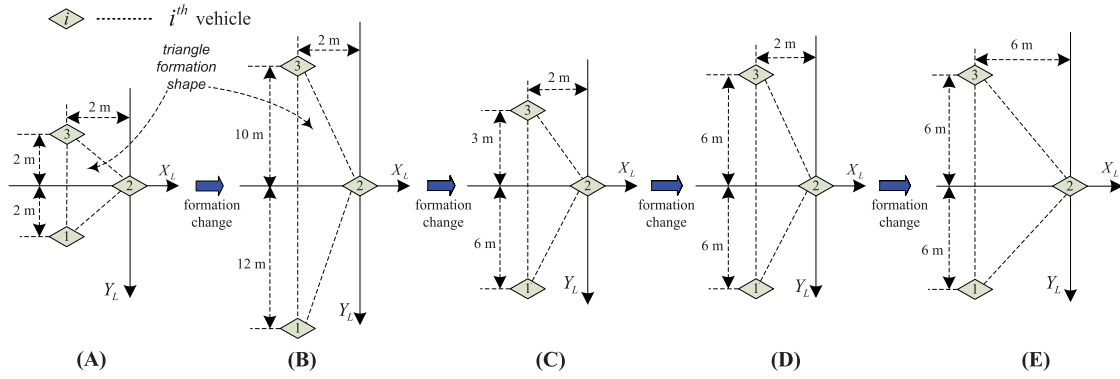 i i^th vehicle
triangle
formation
shape
2 m
3
2 m
2 m
1
2
X_L
Y_L
(A)
formation
change
2 m
3
10 m
12 m
1
2
X_L
Y_L
(B)
formation
change
2 m
3
3 m
6 m
1
2
X_L
Y_L
(C)
formation
change
2 m
3
6 m
6 m
1
2
X_L
Y_L
(D)
formation
change
6 m
3
6 m
6 m
1
2
X_L
Y_L
(E)